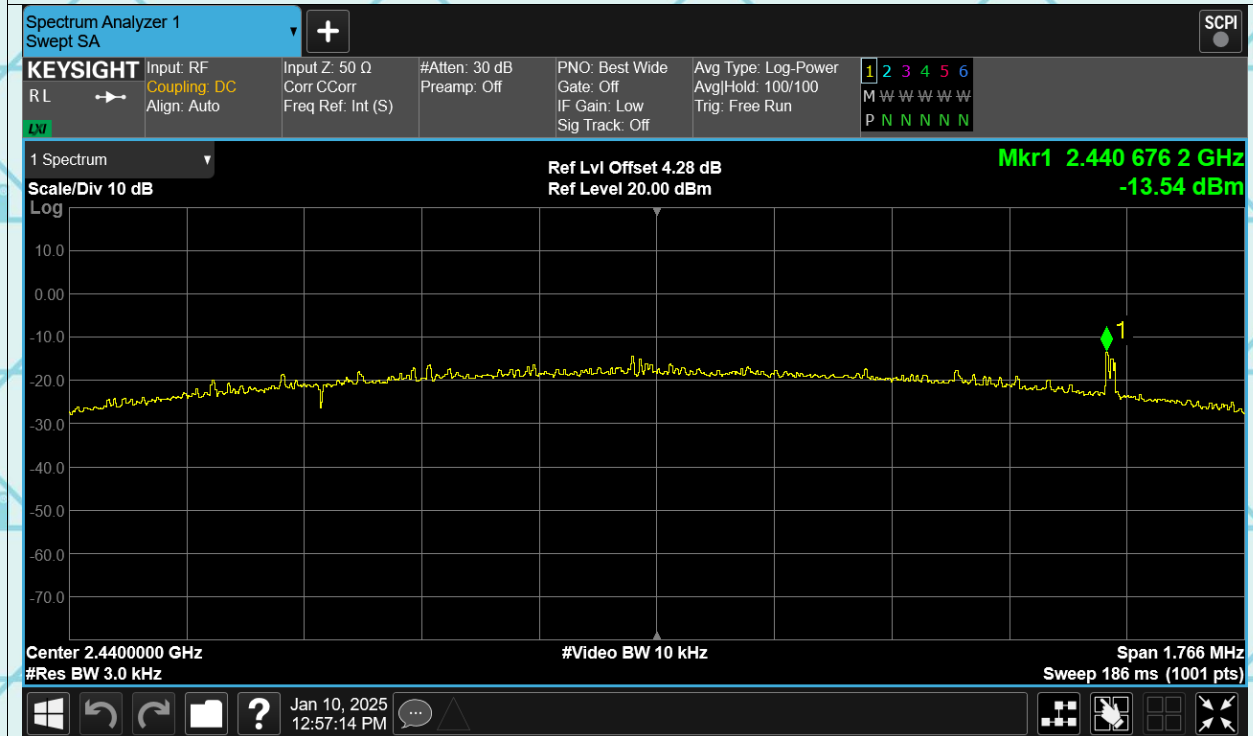 Spectrum Analyzer 1
Swept SA
SCPI
KEYSIGHT
R L
LXI
Input: RF
Coupling: DC
Align: Auto
Input Z: 50 Ω
Corr CCorr
Freq Ref: Int (S)
#Atten: 30 dB
Preamp: Off
PNO: Best Wide
Gate: Off
IF Gain: Low
Sig Track: Off
Avg Type: Log-Power
Avg|Hold: 100/100
Trig: Free Run
1 2 3 4 5 6
M W W W W W
P N N N N N
1 Spectrum
Scale/Div 10 dB
Log
Ref Lvl Offset 4.28 dB
Ref Level 20.00 dBm
Mkr1 2.440 676 2 GHz
-13.54 dBm
10.0
0.00
-10.0
-20.0
-30.0
-40.0
-50.0
-60.0
-70.0
1
Center 2.4400000 GHz
#Res BW 3.0 kHz
#Video BW 10 kHz
Span 1.766 MHz
Sweep 186 ms (1001 pts)
?
Jan 10, 2025
12:57:14 PM